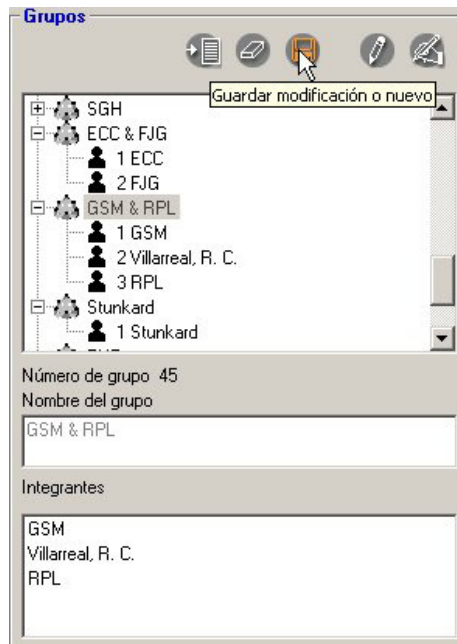 Grupos
Guardar modificación o nuevo
SGH
ECC & FJG
1 ECC
2 FJG
GSM & RPL
1 GSM
2 Villarreal, R. C.
3 RPL
Stunkard
1 Stunkard
Número de grupo 45
Nombre del grupo
GSM & RPL
Integrantes
GSM
Villarreal, R. C.
RPL